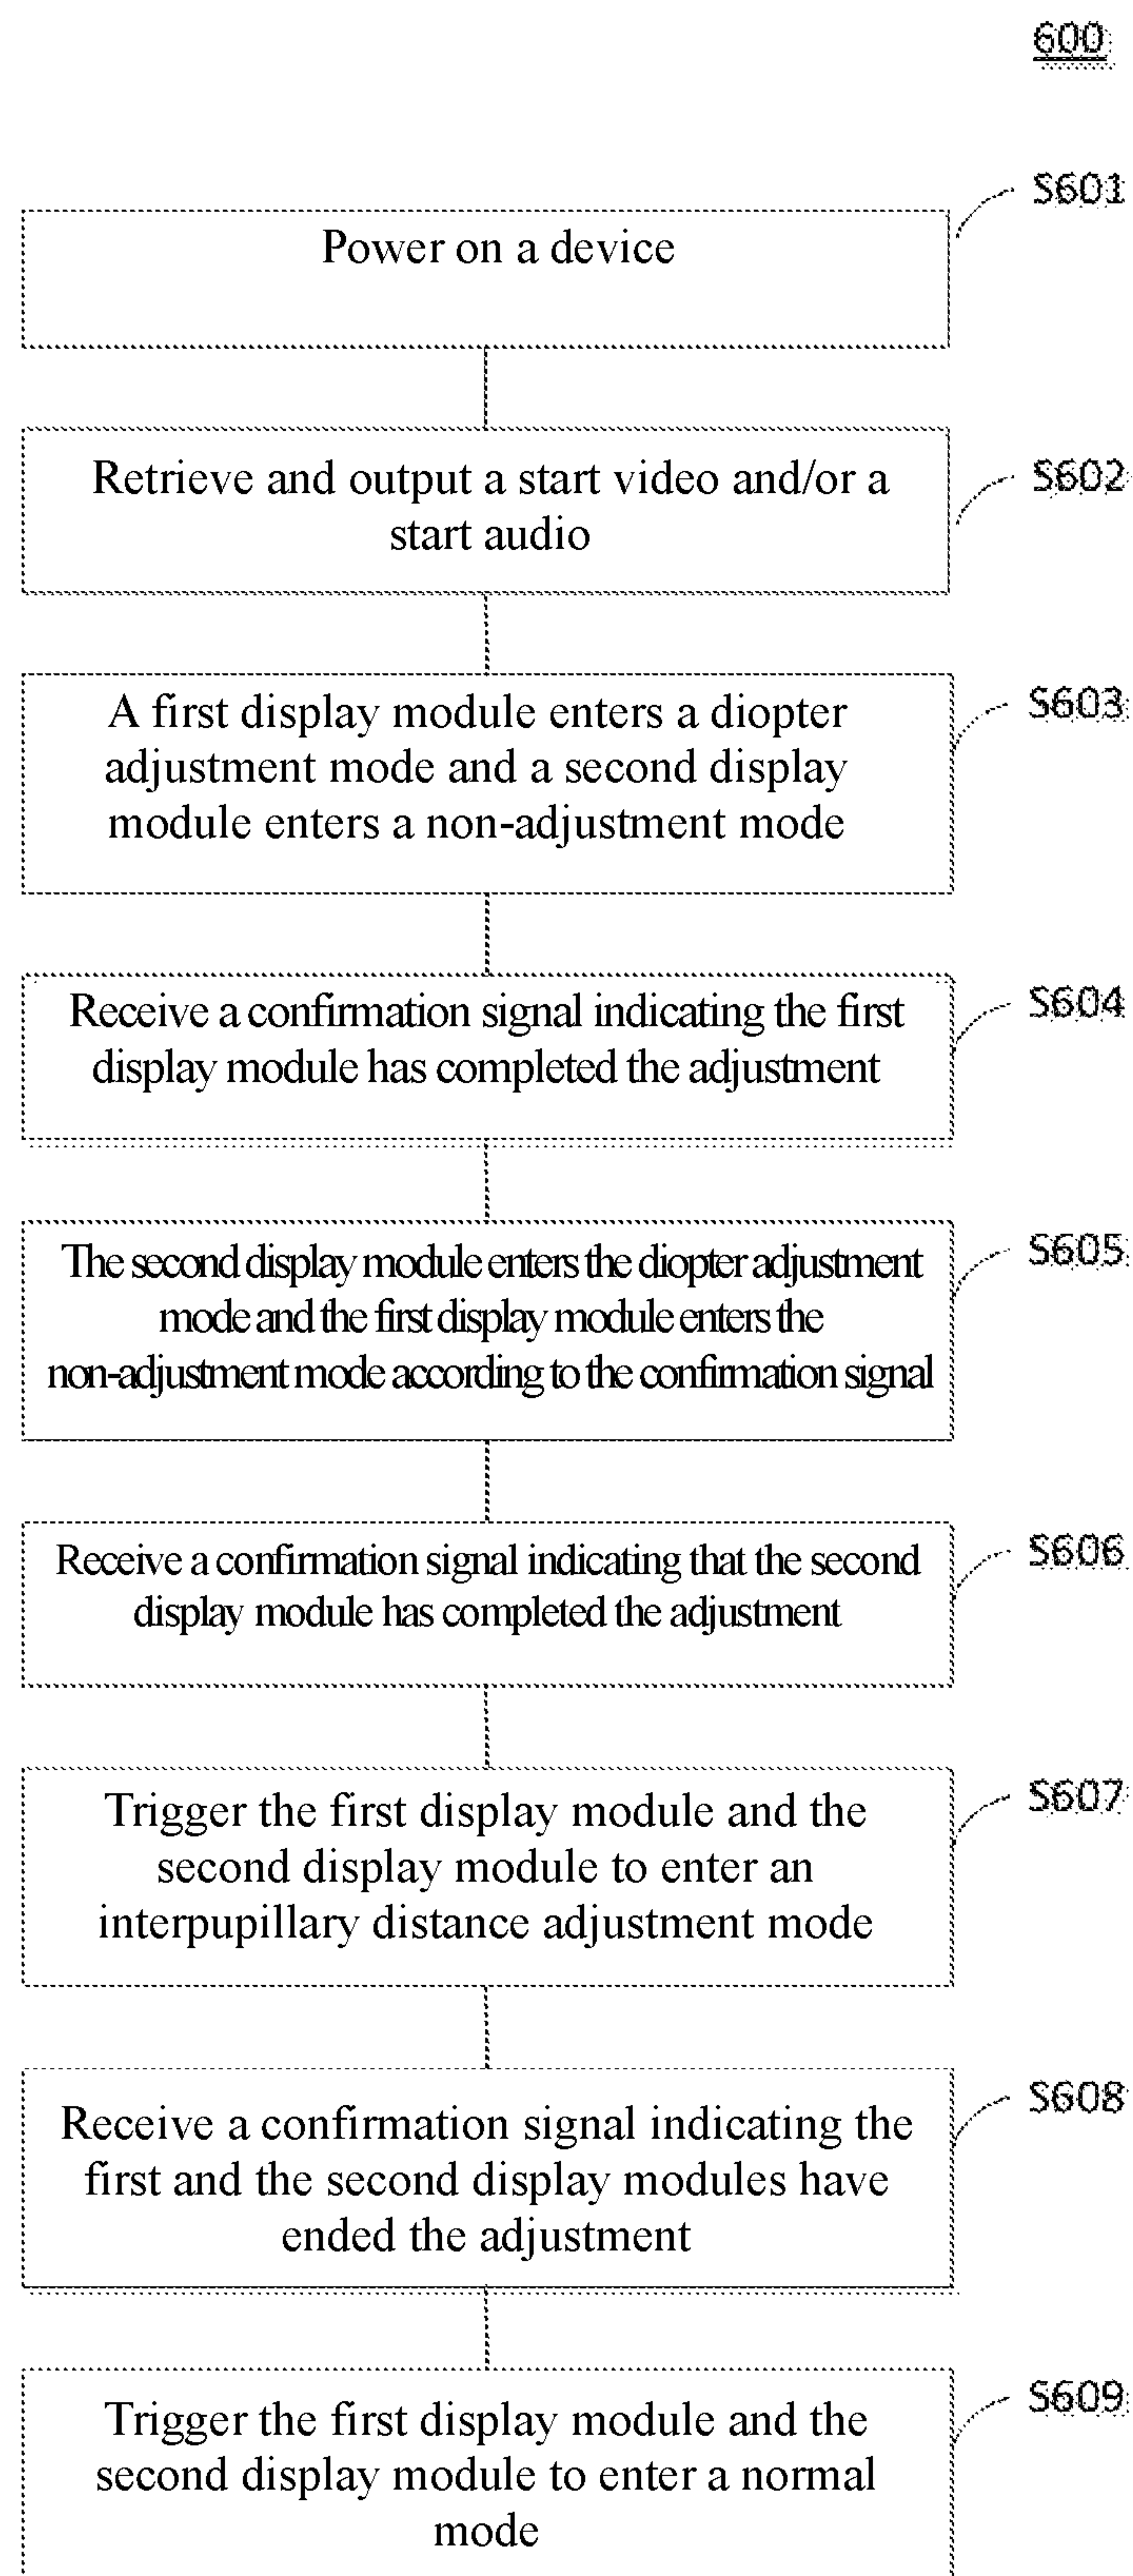 600
S601
Power on a device
S602
Retrieve and output a start video and/or a
start audio
S603
A first display module enters a diopter
adjustment mode and a second display
module enters a non-adjustment mode
S604
Receive a confirmation signal indicating the first
display module has completed the adjustment
S605
The second display module enters the diopter adjustment
mode and the first display module enters the
non-adjustment mode according to the confirmation signal
S606
Receive a confirmation signal indicating that the second
display module has completed the adjustment
S607
Trigger the first display module and the
second display module to enter an
interpupillary distance adjustment mode
S608
Receive a confirmation signal indicating the
first and the second display modules have
ended the adjustment
S609
Trigger the first display module and the
second display module to enter a normal
mode